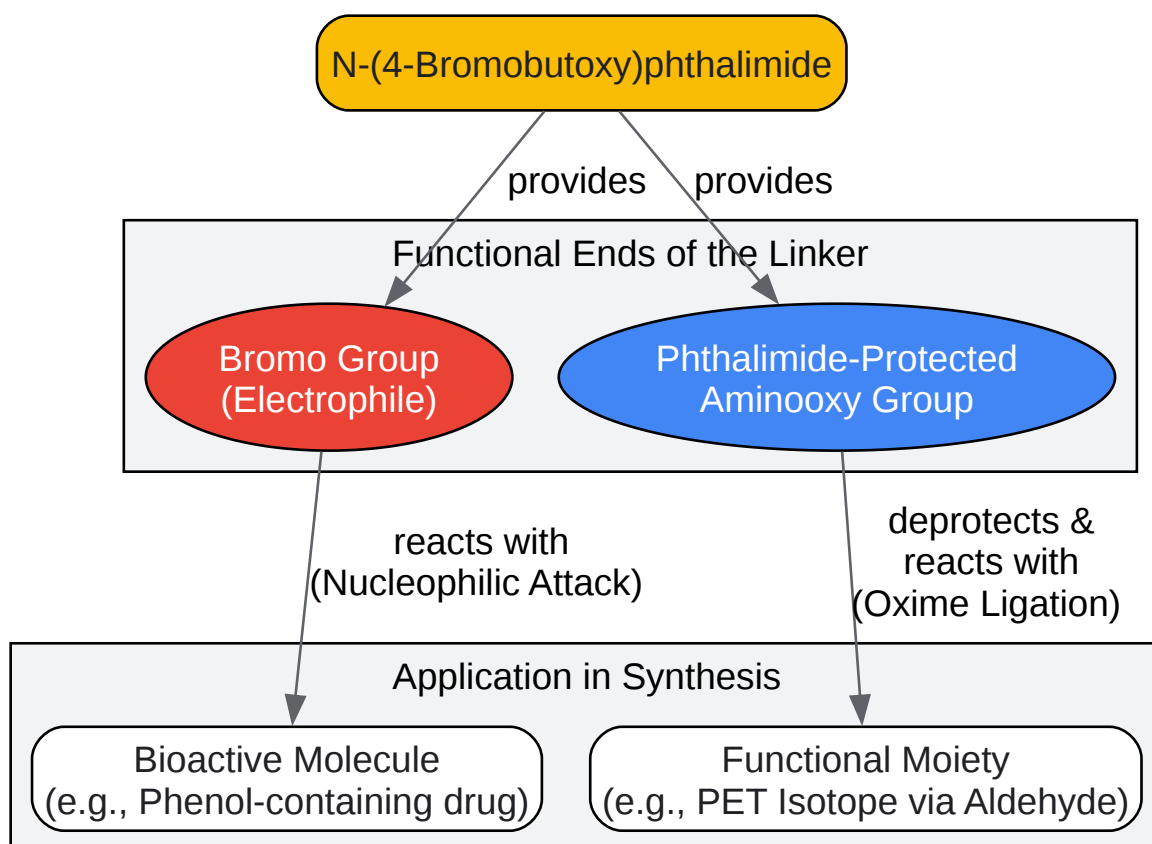 N-(4-Bromobutoxy)phthalimide
provides
provides
Functional Ends of the Linker
Bromo Group
(Electrophile)
Phthalimide-Protected
Aminooxy Group
reacts with
(Nucleophilic Attack)
deprotects &
reacts with
(Oxime Ligation)
Application in Synthesis
Bioactive Molecule
(e.g., Phenol-containing drug)
Functional Moiety
(e.g., PET Isotope via Aldehyde)